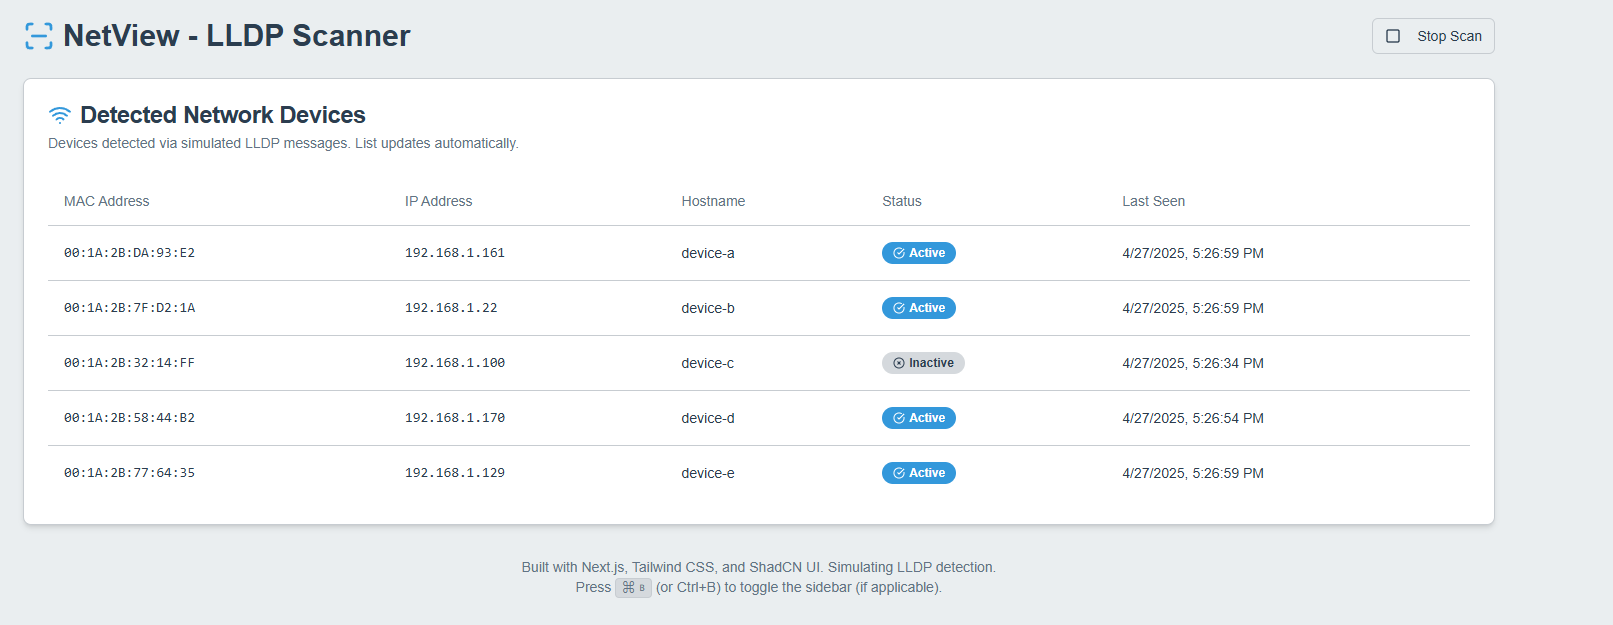 NetView - LLDP Scanner
Stop Scan
Detected Network Devices
Devices detected via simulated LLDP messages. List updates automatically.
MAC Address IP Address Hostname Status Last Seen
00:1A:2B:DA:93:E2 192.168.1.161 device-a Active 4/27/2025, 5:26:59 PM
00:1A:2B:7F:D2:1A 192.168.1.22 device-b Active 4/27/2025, 5:26:59 PM
00:1A:2B:32:14:FF 192.168.1.100 device-c Inactive 4/27/2025, 5:26:34 PM
00:1A:2B:58:44:B2 192.168.1.170 device-d Active 4/27/2025, 5:26:54 PM
00:1A:2B:77:64:35 192.168.1.129 device-e Active 4/27/2025, 5:26:59 PM
Built with Next.js, Tailwind CSS, and ShadCN UI. Simulating LLDP detection.
Press ⌘ B (or Ctrl+B) to toggle the sidebar (if applicable).